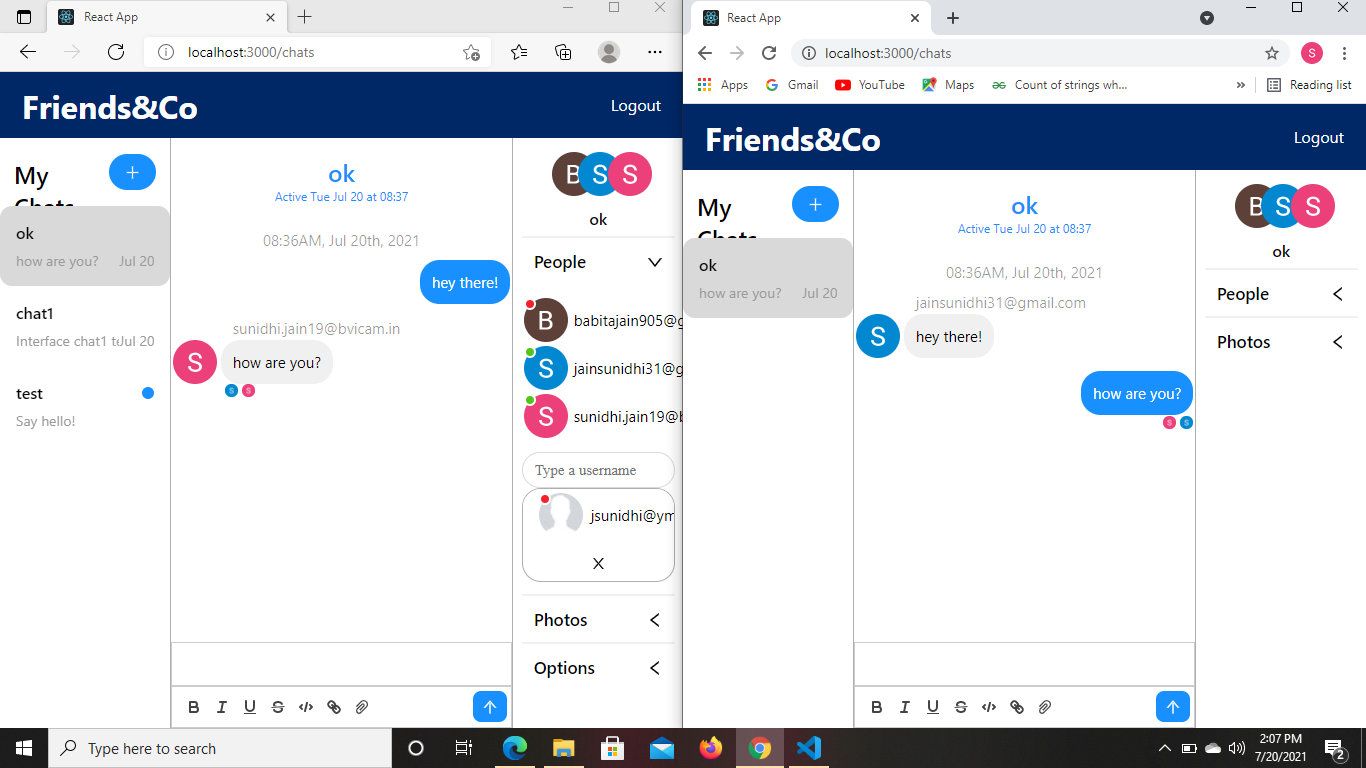 React App
localhost:3000/chats
Friends&Co
Logout
My
Chats
ok
how are you? Jul 20
chat1
Interface chat1 t Jul 20
test
Say hello!
ok
Active Tue Jul 20 at 08:37
08:36AM, Jul 20th, 2021
hey there!
sunidhi.jain19@bvicam.in
S
how are you?
S S
B S S
ok
People
B babitajain905@g
S jainsunidhi31@g
S sunidhi.jain19@b
Type a username
jsunidhi@ym
X
Photos
Options
B I U S
React App
localhost:3000/chats
S
Apps Gmail YouTube Maps Count of strings wh... » Reading list
Friends&Co
Logout
My
Chats
ok
how are you? Jul 20
ok
Active Tue Jul 20 at 08:37
08:36AM, Jul 20th, 2021
jainsunidhi31@gmail.com
S
hey there!
how are you?
S S
B S S
ok
People
Photos
B I U S
Type here to search
2:07 PM
7/20/2021
2